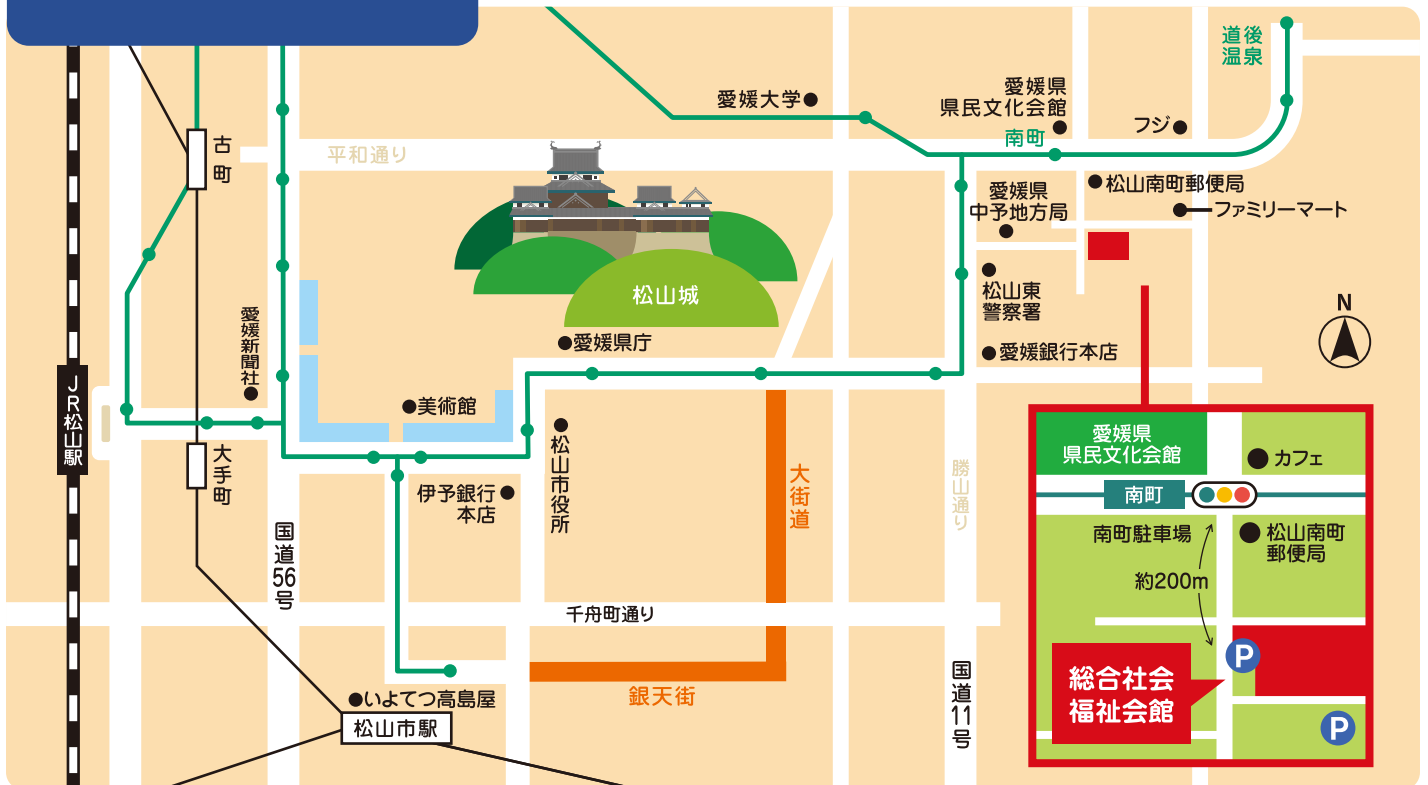 道後
温泉
愛媛大学
愛媛県
県民文化会館
フジ
南町
古町
平和通り
松山南町郵便局
愛媛県
中予地方局
ファミリーマート
松山城
松山東
警察署
N
愛媛新聞社
愛媛県庁
愛媛銀行本店
JR松山駅
美術館
松山市役所
大手町
伊予銀行
本店
大街道
勝山通り
国道56号
千舟町通り
国道11号
いよてつ高島屋
銀天街
松山市駅
愛媛県
県民文化会館
カフェ
南町
南町駐車場
松山南町
郵便局
約200m
P
総合社会
福祉会館
P